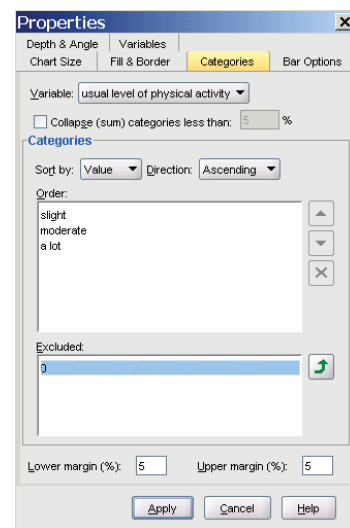 Properties
Depth & Angle Variables
Chart Size Fill & Border Categories Bar Options
Variable: usual level of physical activity
Collapse (sum) categories less than: 5 %
Categories
Sort by: Value Direction: Ascending
Order:
slight
moderate
a lot
Excluded:
0
Lower margin (%): 5 Upper margin (%): 5
Apply Cancel Help